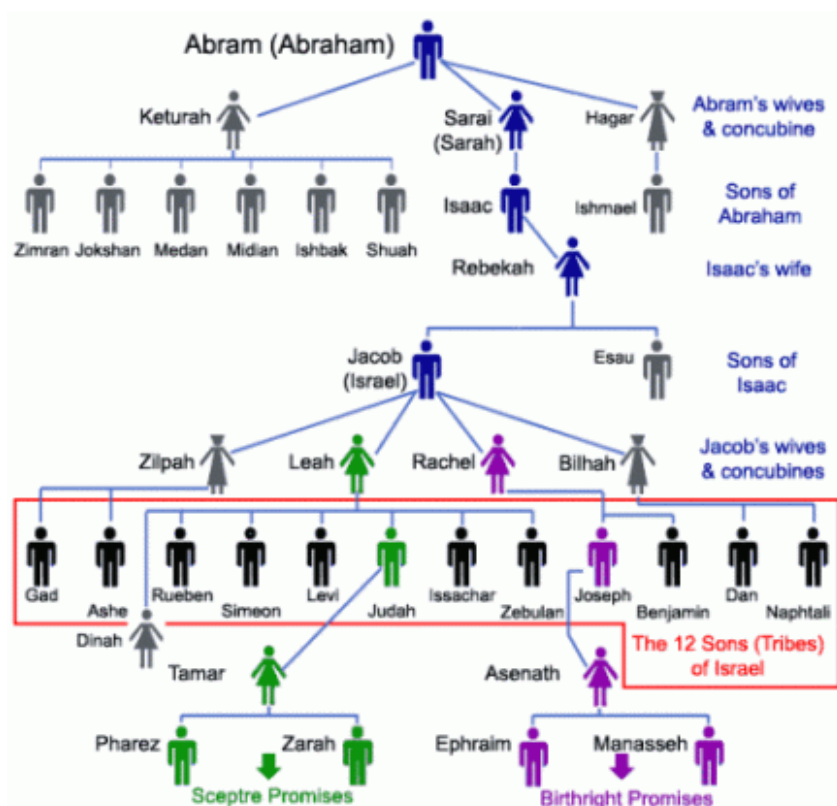 Abram (Abraham)
Keturah
Sarai
(Sarah)
Hagar
Abram's wives
& concubine
Zimran
Jokshan
Medan
Midian
Ishbak
Shuah
Isaac
Ishmael
Sons of
Abraham
Rebekah
Isaac's wife
Jacob
(Israel)
Esau
Sons of
Isaac
Zilpah
Leah
Rachel
Bilhah
Jacob's wives
& concubines
Gad
Ashe
Rueben
Simeon
Levi
Judah
Issachar
Zebulan
Joseph
Benjamin
Dan
Naphtali
Dinah
The 12 Sons (Tribes)
of Israel
Tamar
Asenath
Pharez
Zarah
Ephraim
Manasseh
Sceptre Promises
Birthright Promises